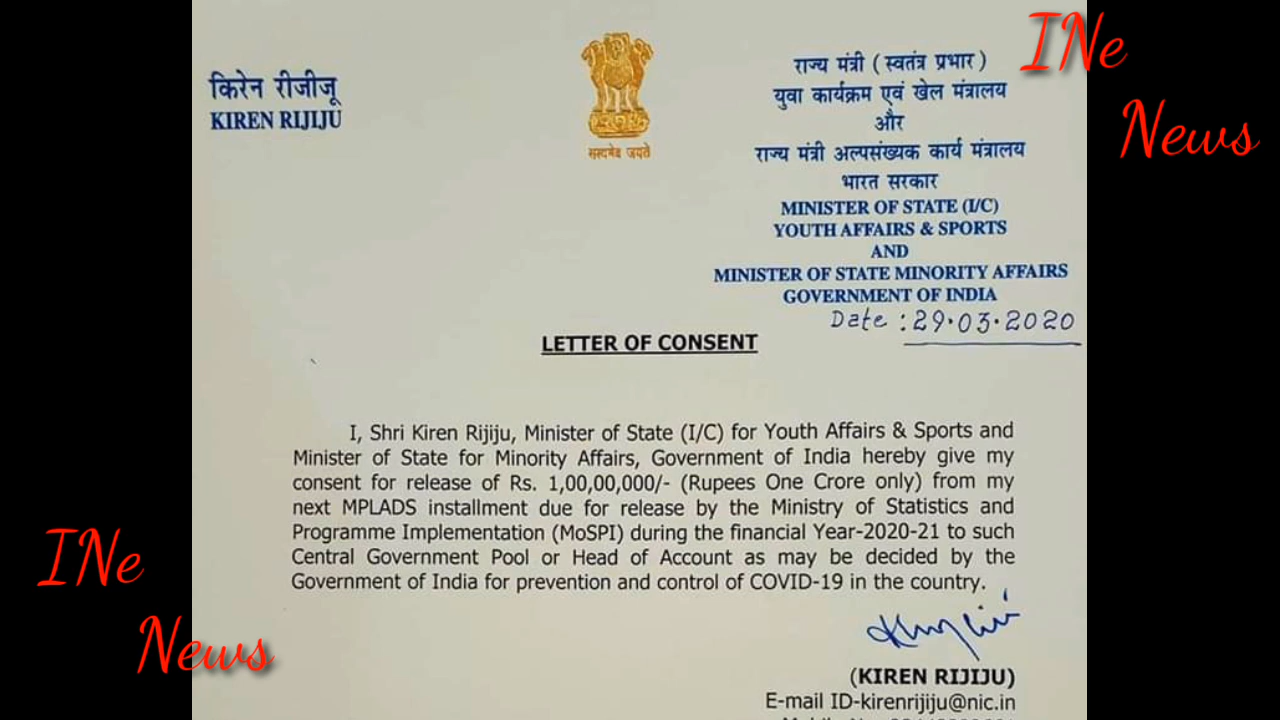 INe
News
किरेन रीजीजू
KIREN RIJIJU
सत्यमेव जयते
राज्य मंत्री (स्वतंत्र प्रभार)
युवा कार्यक्रम एवं खेल मंत्रालय
और
राज्य मंत्री अल्पसंख्यक कार्य मंत्रालय
भारत सरकार
MINISTER OF STATE (I/C)
YOUTH AFFAIRS & SPORTS
AND
MINISTER OF STATE MINORITY AFFAIRS
GOVERNMENT OF INDIA
Date : 29.03.2020
LETTER OF CONSENT
I, Shri Kiren Rijiju, Minister of State (I/C) for Youth Affairs & Sports and
Minister of State for Minority Affairs, Government of India hereby give my
consent for release of Rs. 1,00,00,000/- (Rupees One Crore only) from my
next MPLADS installment due for release by the Ministry of Statistics and
Programme Implementation (MoSPI) during the financial Year-2020-21 to such
Central Government Pool or Head of Account as may be decided by the
Government of India for prevention and control of COVID-19 in the country.
(KIREN RIJIJU)
E-mail ID-kirenrijiju@nic.in
INe
News